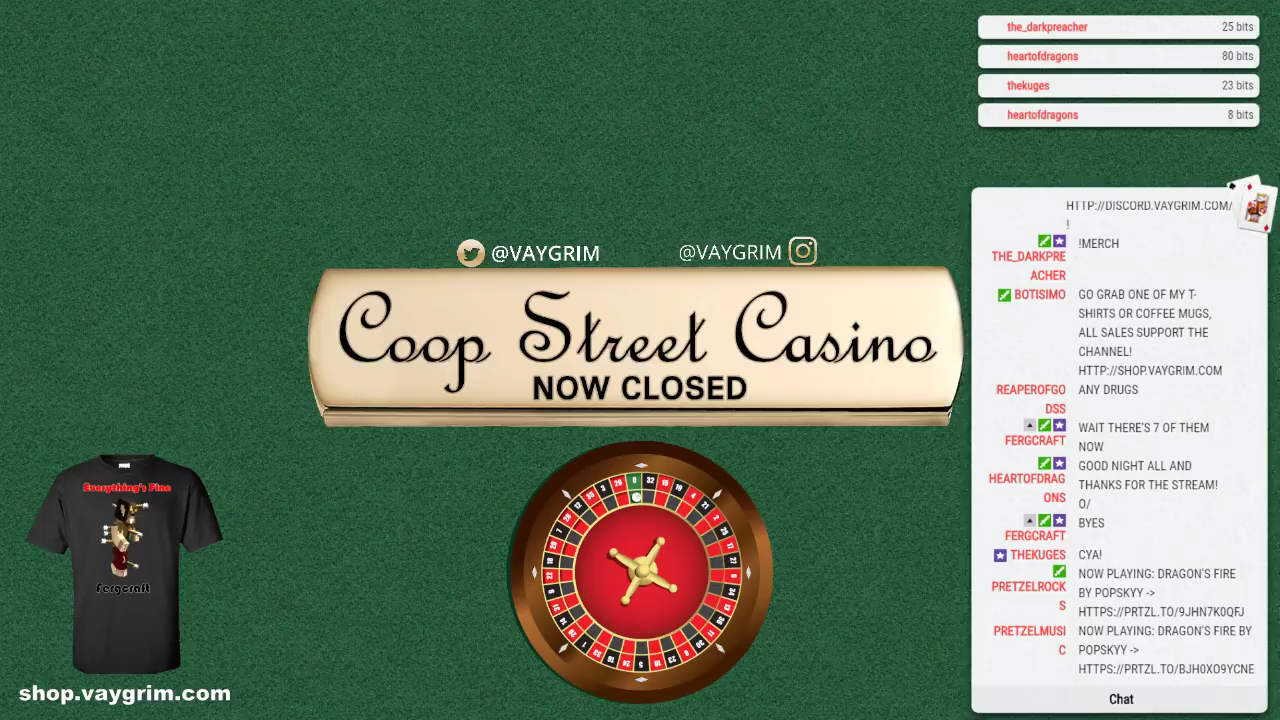 the_darkpreacher 25 bits
heartofdragons 80 bits
thekuges 23 bits
heartofdragons 8 bits
@VAYGRIM
@VAYGRIM
Coop Street Casino
NOW CLOSED
Everything's Fine
Fergcraft
shop.vaygrim.com
HTTP://DISCORD.VAYGRIM.COM/
!
THE_DARKPRE !MERCH
ACHER
BOTISIMO GO GRAB ONE OF MY T-
SHIRTS OR COFFEE MUGS,
ALL SALES SUPPORT THE
CHANNEL!
HTTP://SHOP.VAYGRIM.COM
REAPEROFGO ANY DRUGS
DSS
FERGCRAFT WAIT THERE'S 7 OF THEM
NOW
HEARTOFDRAG GOOD NIGHT ALL AND
ONS THANKS FOR THE STREAM!
O/
FERGCRAFT BYES
THEKUGES CYA!
PRETZELROCK NOW PLAYING: DRAGON'S FIRE
S BY POPSKYY ->
HTTPS://PRTZL.TO/9JHN7K0QFJ
PRETZELMUSI NOW PLAYING: DRAGON'S FIRE BY
C POPSKYY ->
HTTPS://PRTZL.TO/BJH0XO9YCNE
Chat